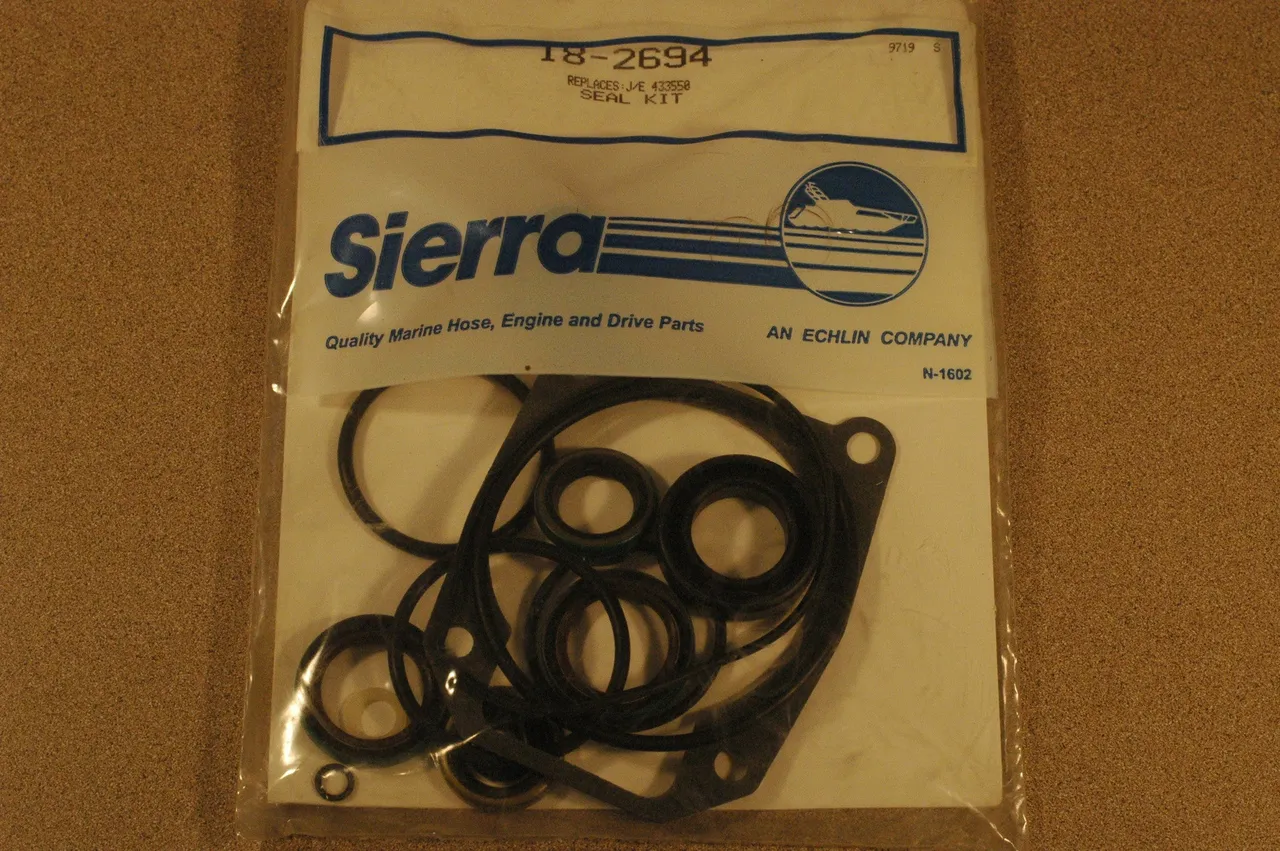 18-2694 9719 S
REPLACES: J/E 433550
SEAL KIT
Sierra
Quality Marine Hose, Engine and Drive Parts AN ECHLIN COMPANY
N-1602